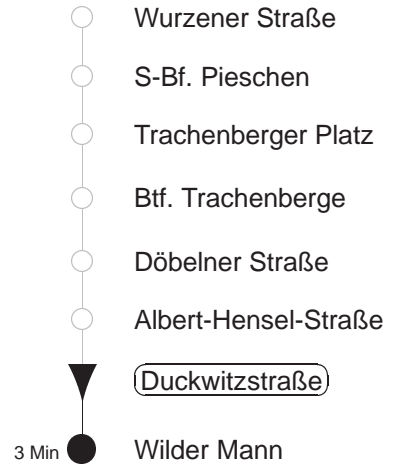 Wurzener Straße
S-Bf. Pieschen
Trachenberger Platz
Btf. Trachenberge
Döbelner Straße
Albert-Hensel-Straße
Duckwitzstraße
3 Min Wilder Mann